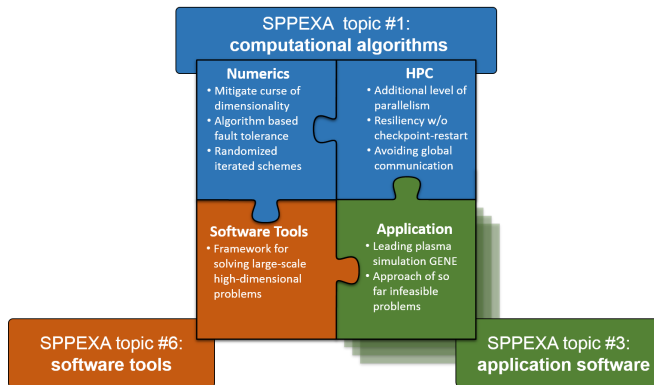 SPPEXA topic #1:
computational algorithms
Numerics
• Mitigate curse of
dimensionality
• Algorithm based
fault tolerance
• Randomized
iterated schemes
HPC
• Additional level of
parallelism
• Resiliency w/o
checkpoint-restart
• Avoiding global
communication
Software Tools
• Framework for
solving large-scale
high-dimensional
problems
Application
• Leading plasma
simulation GENE
• Approach of so
far infeasible
problems
SPPEXA topic #6:
software tools
SPPEXA topic #3:
application software